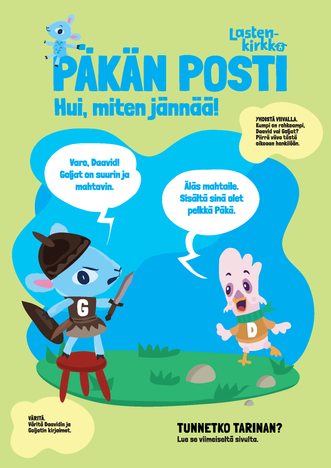 Lasten-
kirkko
PÄKÄN POSTI
Hui, miten jännää!
YHDISTÄ VIIVALLA.
Kumpi on rohkeampi,
Daavid vai Goljat?
Piirrä viiva tästä
oikeaan henkilöön.
Varo, Daavid!
Goljat on suurin ja
mahtavin.
Äläs mahtaile.
Sisältä sinä olet
pelkkä Päkä.
G
D
VÄRITÄ.
Väritä Daavidin ja
Goljatin kirjaimet.
TUNNETKO TARINAN?
Lue se viimeiseltä sivulta.